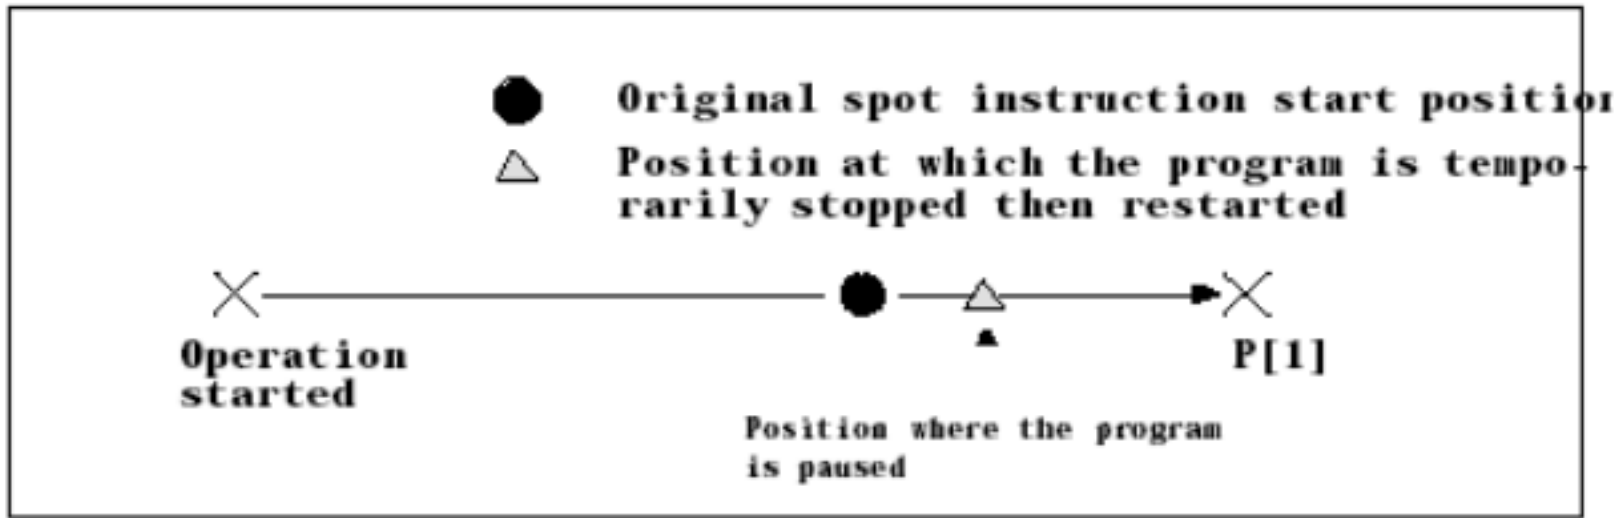 Original spot instruction start position
Position at which the program is tempo-
rarily stopped then restarted
Operation
started
P[1]
Position where the program
is paused